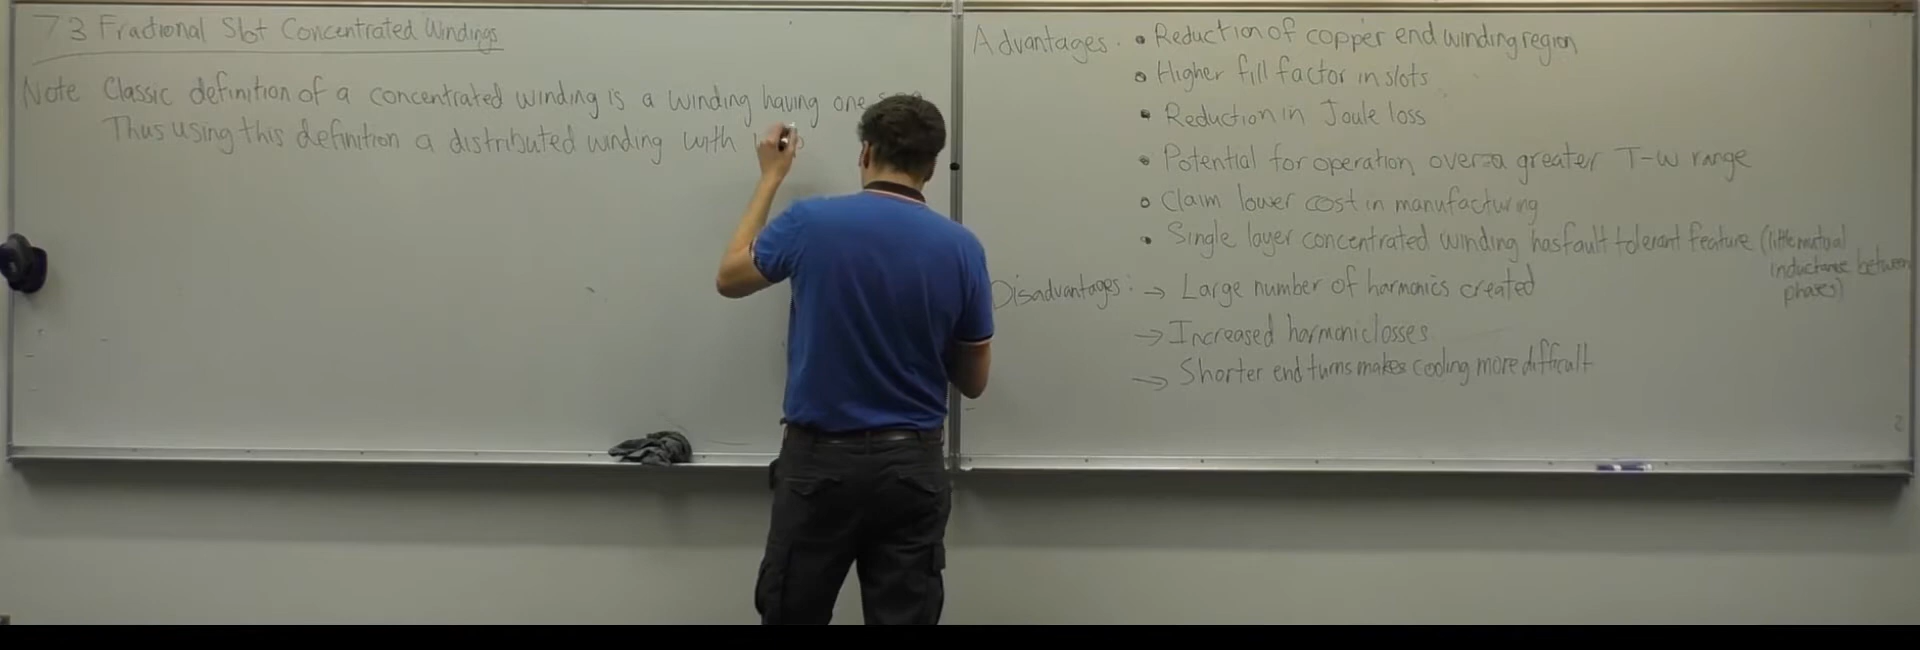 7.3 Fractional Slot Concentrated Windings
Note Classic definition of a concentrated winding is a winding having one
Thus using this definition a distributed winding with
Advantages. • Reduction of copper end winding region
• Higher fill factor in slots
• Reduction in Joule loss
• Potential for operation over a greater T-ω range
• Claim lower cost in manufacturing
• Single layer concentrated winding has fault tolerant feature (little mutual
inductance between
phases)
Disadvantages: → Large number of harmonics created
→ Increased harmonic losses
→ Shorter end turns makes cooling more difficult